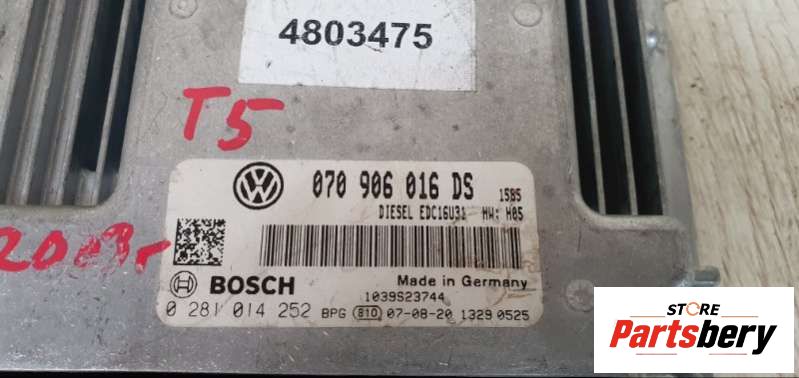 4803475
T5
070 906 016 DS 1585
DIESEL EDC16U31 HW: H05
2009r
BOSCH
Made in Germany
1039S23744
0 281 014 252 BPG 810 07-08-20 1329 0525
STORE
Partsbery